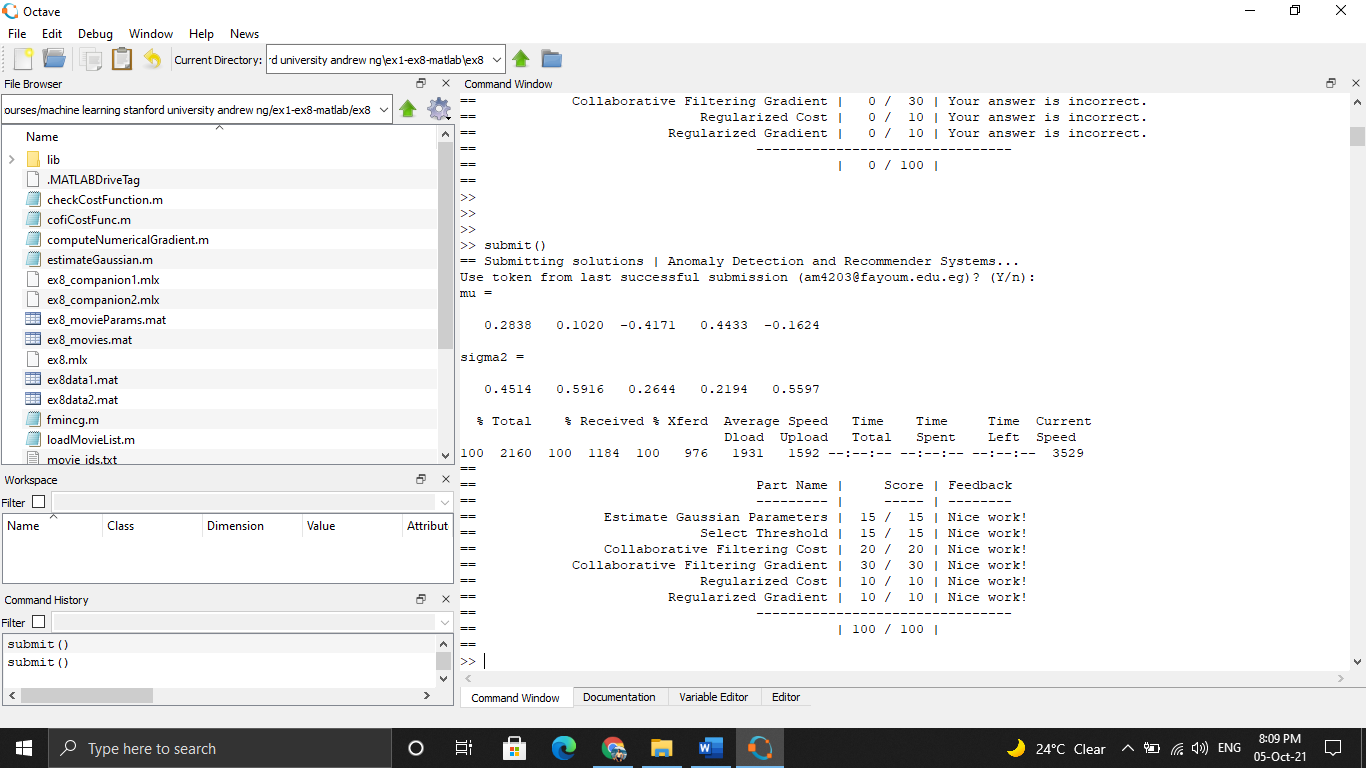 Octave
File Edit Debug Window Help News
Current Directory: rd university andrew ng\ex1-ex8-matlab\ex8
File Browser
ourses/machine learning stanford university andrew ng/ex1-ex8-matlab/ex8
Name
lib
.MATLABDriveTag
checkCostFunction.m
cofiCostFunc.m
computeNumericalGradient.m
estimateGaussian.m
ex8_companion1.mlx
ex8_companion2.mlx
ex8_movieParams.mat
ex8_movies.mat
ex8.mlx
ex8data1.mat
ex8data2.mat
fmincg.m
loadMovieList.m
movie_ids.txt
Workspace
Filter
Name Class Dimension Value Attribut
Command History
Filter
submit()
submit()
Command Window
== Collaborative Filtering Gradient | 0 / 30 | Your answer is incorrect.
== Regularized Cost | 0 / 10 | Your answer is incorrect.
== Regularized Gradient | 0 / 10 | Your answer is incorrect.
== --------------------------------
== | 0 / 100 |
==
>>
>>
>>
>> submit()
== Submitting solutions | Anomaly Detection and Recommender Systems...
Use token from last successful submission (am4203@fayoum.edu.eg)? (Y/n):
mu =
0.2838 0.1020 -0.4171 0.4433 -0.1624
sigma2 =
0.4514 0.5916 0.2644 0.2194 0.5597
% Total % Received % Xferd Average Speed Time Time Time Current
Dload Upload Total Spent Left Speed
100 2160 100 1184 100 976 1931 1592 --:--:-- --:--:-- --:--:-- 3529
==
== Part Name | Score | Feedback
== --------- | ----- | --------
== Estimate Gaussian Parameters | 15 / 15 | Nice work!
== Select Threshold | 15 / 15 | Nice work!
== Collaborative Filtering Cost | 20 / 20 | Nice work!
== Collaborative Filtering Gradient | 30 / 30 | Nice work!
== Regularized Cost | 10 / 10 | Nice work!
== Regularized Gradient | 10 / 10 | Nice work!
== --------------------------------
== | 100 / 100 |
==
>>
Command Window Documentation Variable Editor Editor
Type here to search
24°C Clear
ENG
8:09 PM
05-Oct-21